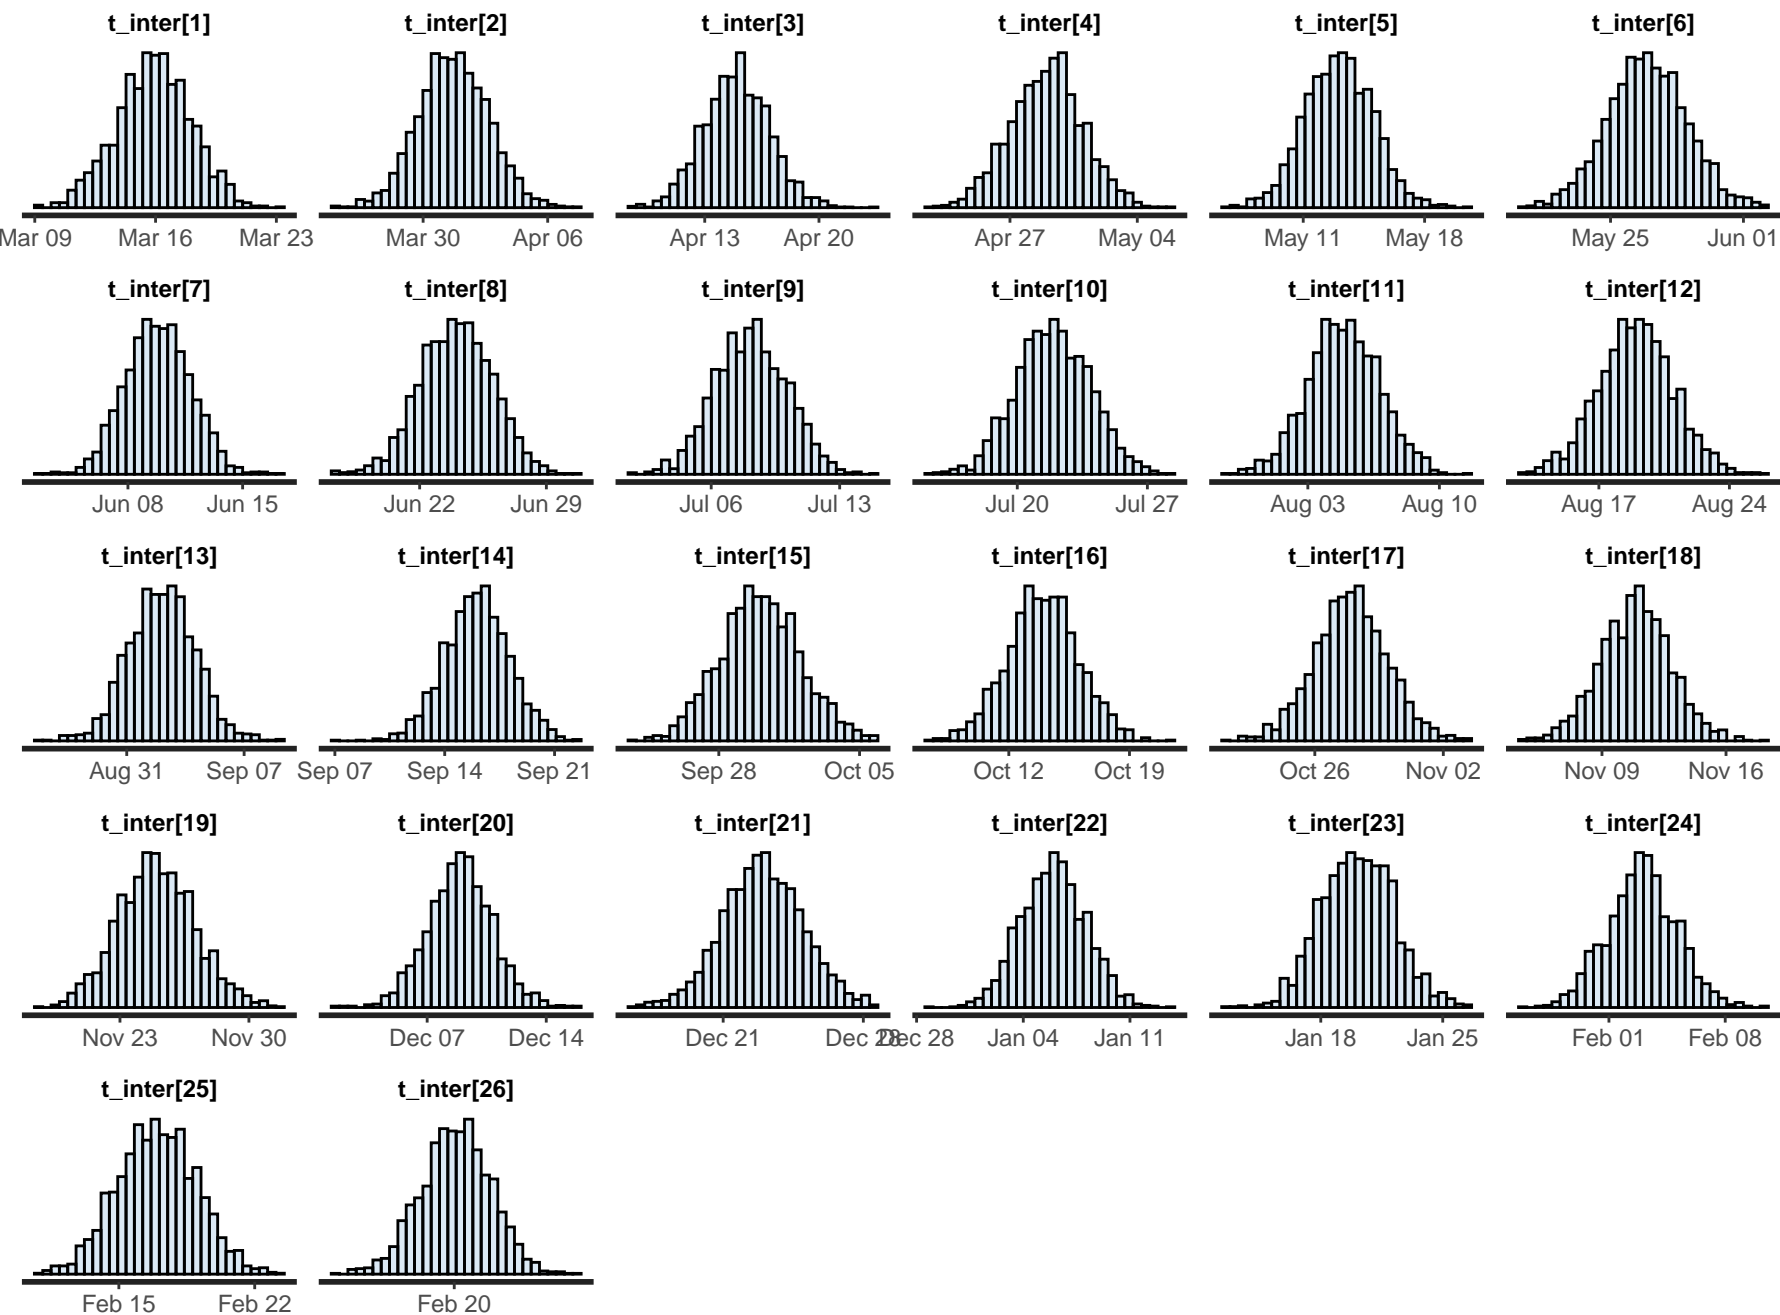 t_inter[1] t_inter[2] t_inter[3] t_inter[4] t_inter[5] t_inter[6]
Mar 09 Mar 16 Mar 23 Mar 30 Apr 06 Apr 13 Apr 20 Apr 27 May 04 May 11 May 18 May 25 Jun 01
t_inter[7] t_inter[8] t_inter[9] t_inter[10] t_inter[11] t_inter[12]
Jun 08 Jun 15 Jun 22 Jun 29 Jul 06 Jul 13 Jul 20 Jul 27 Aug 03 Aug 10 Aug 17 Aug 24
t_inter[13] t_inter[14] t_inter[15] t_inter[16] t_inter[17] t_inter[18]
Aug 31 Sep 07 Sep 07 Sep 14 Sep 21 Sep 28 Oct 05 Oct 12 Oct 19 Oct 26 Nov 02 Nov 09 Nov 16
t_inter[19] t_inter[20] t_inter[21] t_inter[22] t_inter[23] t_inter[24]
Nov 23 Nov 30 Dec 07 Dec 14 Dec 21 Dec 28 Dec 28 Jan 04 Jan 11 Jan 18 Jan 25 Feb 01 Feb 08
t_inter[25] t_inter[26]
Feb 15 Feb 22 Feb 20